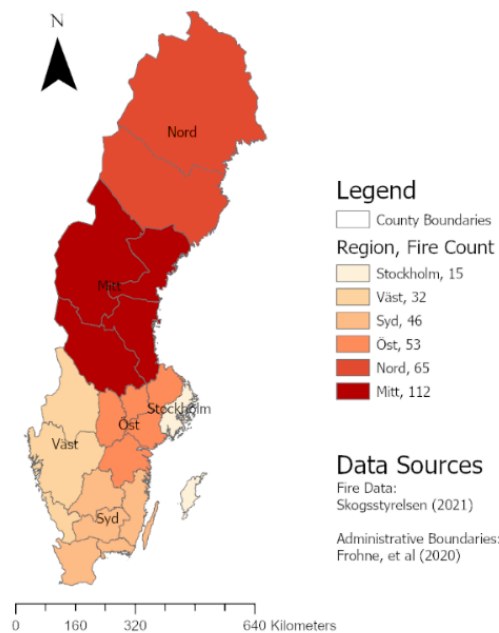 N
Nord
Mitt
Stockholm
Öst
Väst
Syd
0 160 320 640 Kilometers
Legend
County Boundaries
Region, Fire Count
Stockholm, 15
Väst, 32
Syd, 46
Öst, 53
Nord, 65
Mitt, 112
Data Sources
Fire Data:
Skogsstyrelsen (2021)
Administrative Boundaries:
Frohne, et al (2020)